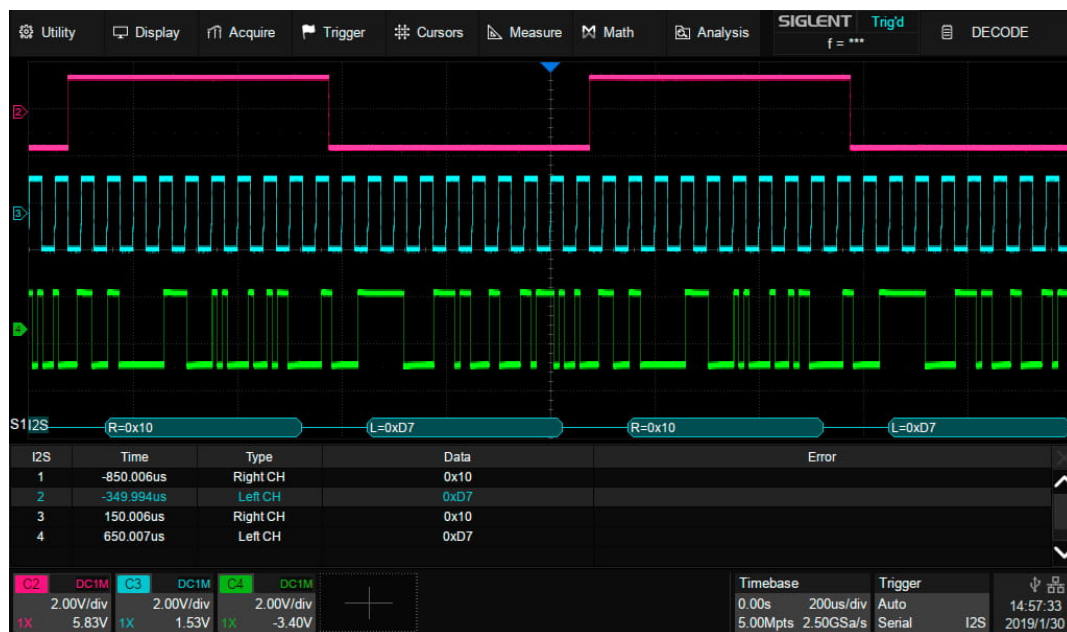 Utility Display Acquire Trigger Cursors Measure Math Analysis SIGLENT Trig'd DECODE
f = ***
2
3
4
S1 I2S R=0x10 L=0xD7 R=0x10 L=0xD7
I2S Time Type Data Error
1 -850.006us Right CH 0x10
2 -349.994us Left CH 0xD7
3 150.006us Right CH 0x10
4 650.007us Left CH 0xD7
C2 DC1M C3 DC1M C4 DC1M Timebase Trigger
2.00V/div 2.00V/div 2.00V/div 0.00s 200us/div Auto 14:57:33
1X 5.83V 1X 1.53V 1X -3.40V 5.00Mpts 2.50GSa/s Serial I2S 2019/1/30